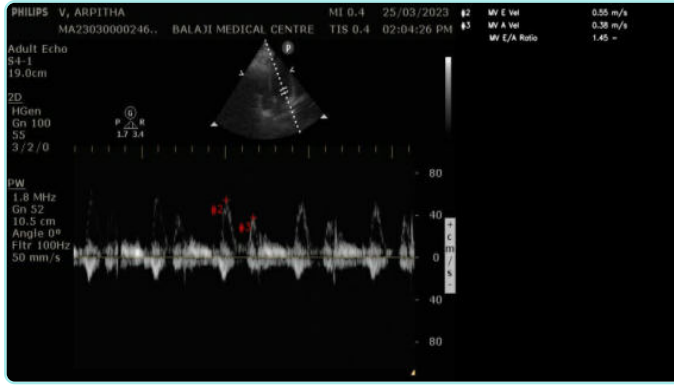 PHILIPS V, ARPITHA MI 0.4 25/03/2023
MA23030000246.. BALAJI MEDICAL CENTRE TIS 0.4 02:04:26 PM
#2 MV E Vel 0.55 m/s
#3 MV A Vel 0.38 m/s
MV E/A Ratio 1.45 -
Adult Echo
S4-1
19.0cm
2D
HGen
Gn 100
55
3/2/0
P
G
P R
1.7 3.4
PW
1.8 MHz
Gn 52
10.5 cm
Angle 0°
Fltr 100Hz
50 mm/s
#2
#3
80
40
0
40
80
+
c
m
/
s
-